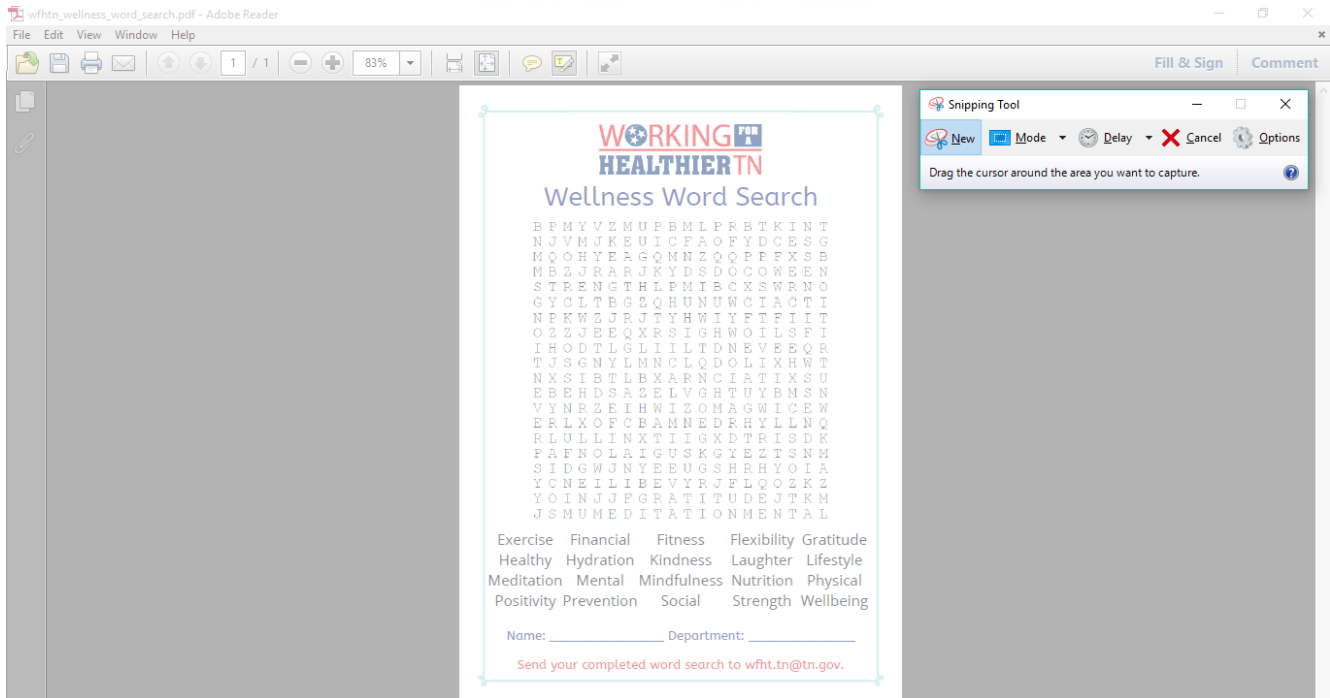 wfhtn_wellness_word_search.pdf - Adobe Reader
File Edit View Window Help
1 / 1 83% Fill & Sign Comment
Snipping Tool
New Mode Delay Cancel Options
Drag the cursor around the area you want to capture.
WORKING FOR A
HEALTHIER TN
Wellness Word Search
B P M Y V Z M U P B M L P R B T K I N T
N J V M J K E U I C F A O F Y D C E S G
M Q O H Y E A G Q M N Z Q Q P P F X S B
M B Z J R A R J K Y D S D O C O W E E N
S T R E N G T H L P M I B C X S W R N O
G Y C L T B G Z Q H U N U W C I A C T I
N P K W Z J R J T Y H W I Y F T F I I T
O Z Z J E E Q X R S I G H W O I L S F I
I H O D T L G L I I L T D N E V E E Q R
T J S G N Y L M N C L Q D O L I X H W T
N X S I B T L B X A R N C I A T I X S U
E B E H D S A Z E L V G H T U Y B M S N
V Y N R Z E I H W I Z O M A G W I C E W
E R L X O F C B A M N E D R H Y L L N Q
R L U L L I N X T I I G X D T R I S D K
P A F N O L A I G U S K G Y E Z T S N M
S I D G W J N Y E E U G S H R H Y O I A
Y C N E I L I B E V Y R J F L Q O Z K Z
Y O I N J J F G R A T I T U D E J T K M
J S M U M E D I T A T I O N M E N T A L
Exercise Financial Fitness Flexibility Gratitude
Healthy Hydration Kindness Laughter Lifestyle
Meditation Mental Mindfulness Nutrition Physical
Positivity Prevention Social Strength Wellbeing
Name: ________________ Department: _______________
Send your completed word search to wfht.tn@tn.gov.